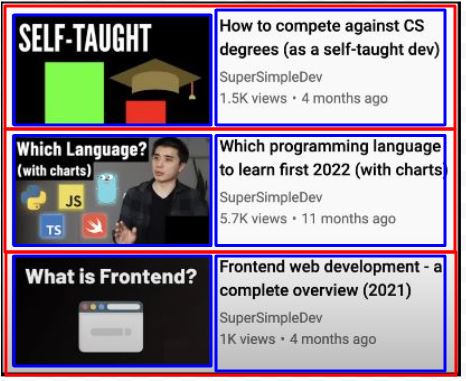 SELF-TAUGHT
How to compete against CS
degrees (as a self-taught dev)
SuperSimpleDev
1.5K views • 4 months ago
Which Language?
(with charts)
JS
TS
Which programming language
to learn first 2022 (with charts)
SuperSimpleDev
5.7K views • 11 months ago
What is Frontend?
Frontend web development - a
complete overview (2021)
SuperSimpleDev
1K views • 4 months ago